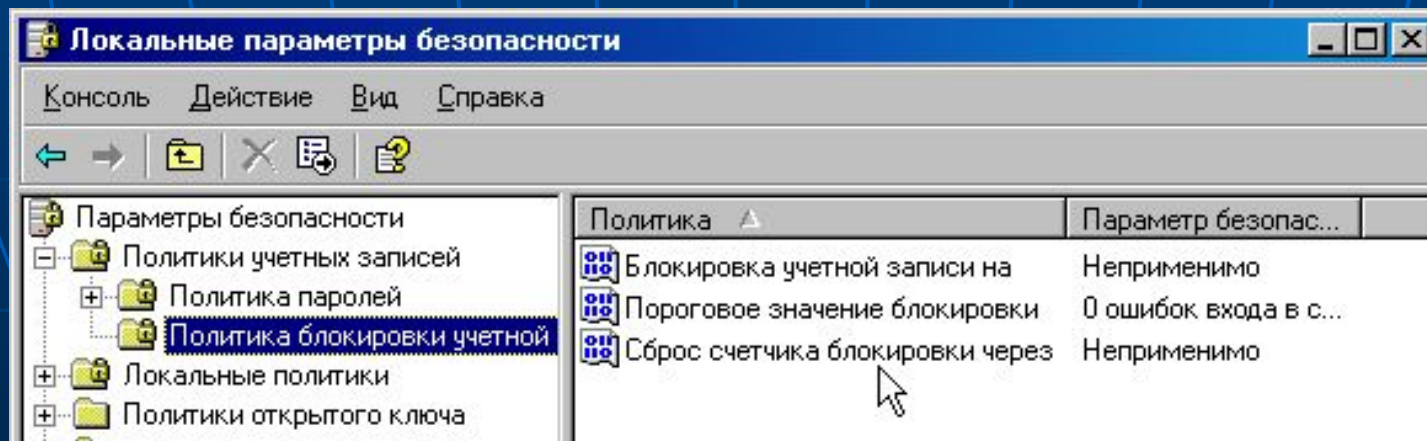 Локальные параметры безопасности
Консоль Действие Вид Справка
Параметры безопасности
Политики учетных записей
Политика паролей
Политика блокировки учетной
Локальные политики
Политики открытого ключа
Политика Параметр безопас...
Блокировка учетной записи на Неприменимо
Пороговое значение блокировки 0 ошибок входа в с...
Сброс счетчика блокировки через Неприменимо